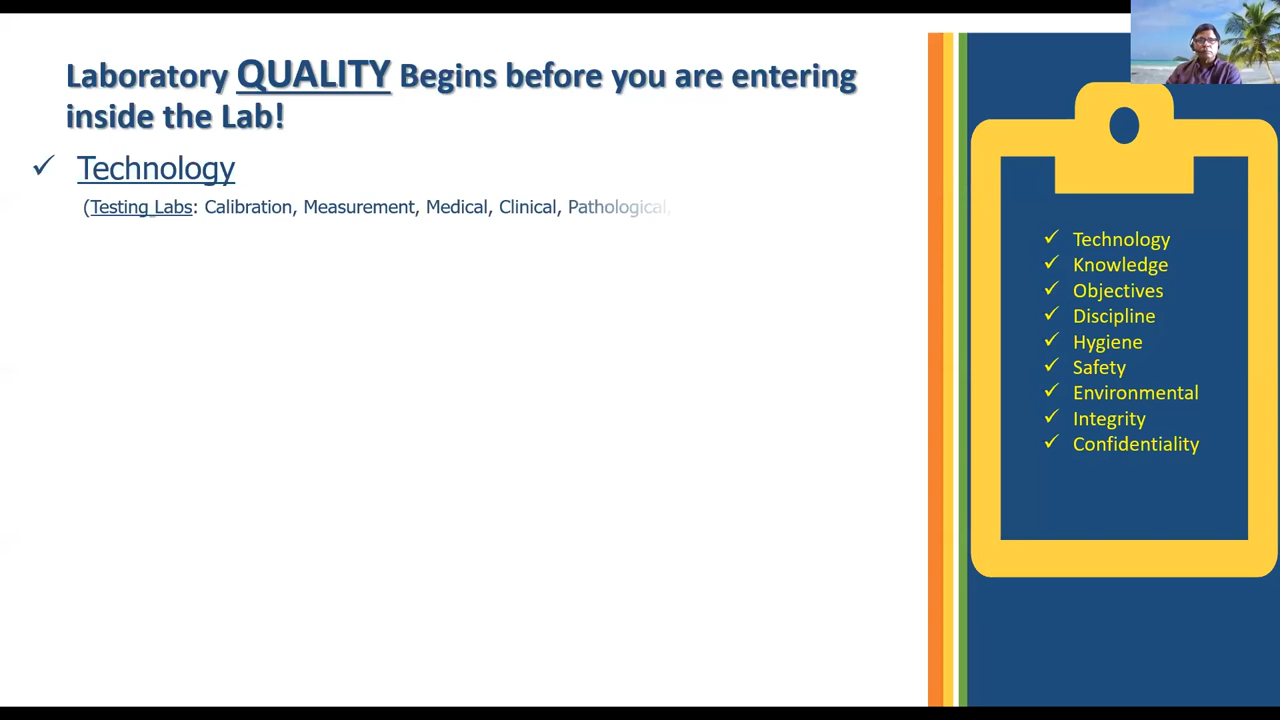 Laboratory QUALITY Begins before you are entering
inside the Lab!
✓ Technology
(Testing Labs: Calibration, Measurement, Medical, Clinical, Pathological,
✓ Technology
✓ Knowledge
✓ Objectives
✓ Discipline
✓ Hygiene
✓ Safety
✓ Environmental
✓ Integrity
✓ Confidentiality